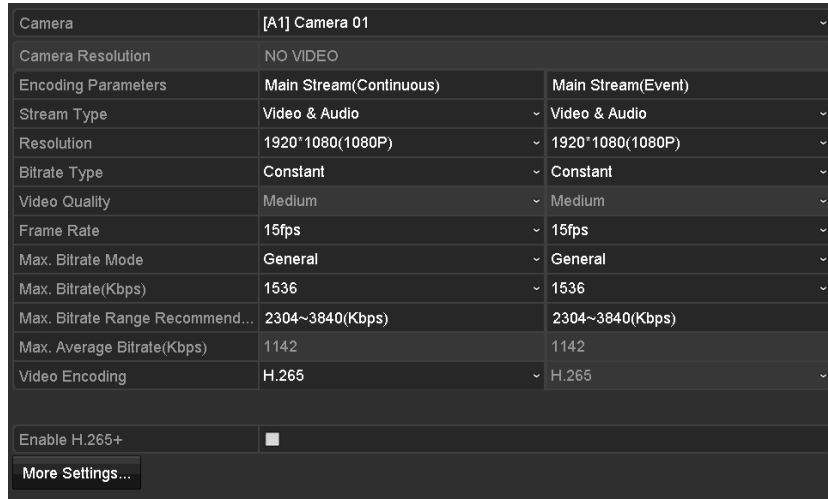 Camera [A1] Camera 01
Camera Resolution NO VIDEO
Encoding Parameters Main Stream(Continuous) Main Stream(Event)
Stream Type Video & Audio Video & Audio
Resolution 1920*1080(1080P) 1920*1080(1080P)
Bitrate Type Constant Constant
Video Quality Medium Medium
Frame Rate 15fps 15fps
Max. Bitrate Mode General General
Max. Bitrate(Kbps) 1536 1536
Max. Bitrate Range Recommend... 2304~3840(Kbps) 2304~3840(Kbps)
Max. Average Bitrate(Kbps) 1142 1142
Video Encoding H.265 H.265
Enable H.265+
More Settings...